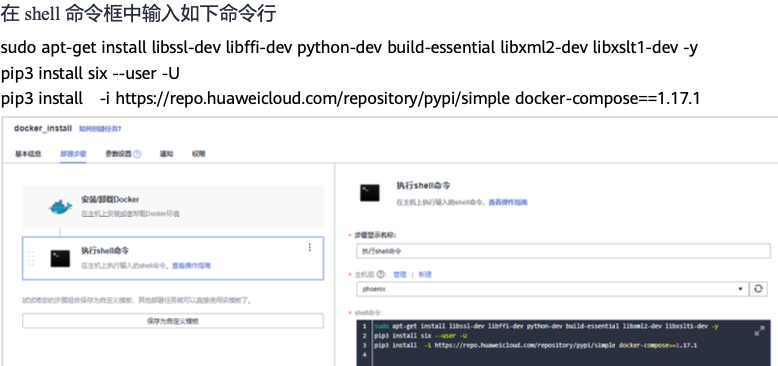 在 shell 命令框中输入如下命令行
sudo apt-get install libssl-dev libffi-dev python-dev build-essential libxml2-dev libxslt1-dev -y
pip3 install six --user -U
pip3 install -i https://repo.huaweicloud.com/repository/pypi/simple docker-compose==1.17.1
docker_install 如何创建任务?
基本信息 部署步骤 参数设置 ? 通知 权限
安装/卸载Docker
在主机上安装或者卸载Docker环境
执行shell命令
在主机上执行输入的shell命令。查看操作指南
试试将您的步骤组合保存为自定义模板，其他部署任务就可以直接使用该模板了。
保存为自定义模板
执行shell命令
在主机上执行输入的shell命令。查看操作指南
* 步骤显示名称:
执行shell命令
* 主机组 ? : 管理 | 新建
phoenix
* shell命令:
1 sudo apt-get install libssl-dev libffi-dev python-dev build-essential libxml2-dev libxslt1-dev -y
2 pip3 install six --user -U
3 pip3 install -i https://repo.huaweicloud.com/repository/pypi/simple docker-compose==1.17.1
4